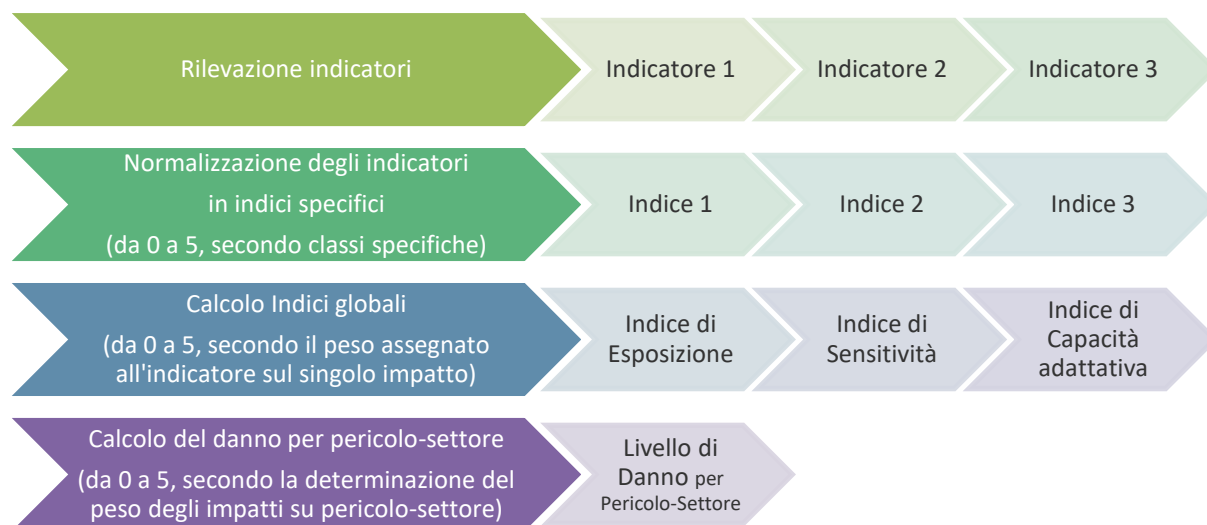 Rilevazione indicatori
Indicatore 1
Indicatore 2
Indicatore 3
Normalizzazione degli indicatori
in indici specifici
(da 0 a 5, secondo classi specifiche)
Indice 1
Indice 2
Indice 3
Calcolo Indici globali
(da 0 a 5, secondo il peso assegnato
all'indicatore sul singolo impatto)
Indice di
Esposizione
Indice di
Sensitività
Indice di
Capacità
adattativa
Calcolo del danno per pericolo-settore
(da 0 a 5, secondo la determinazione del
peso degli impatti su pericolo-settore)
Livello di
Danno per
Pericolo-Settore